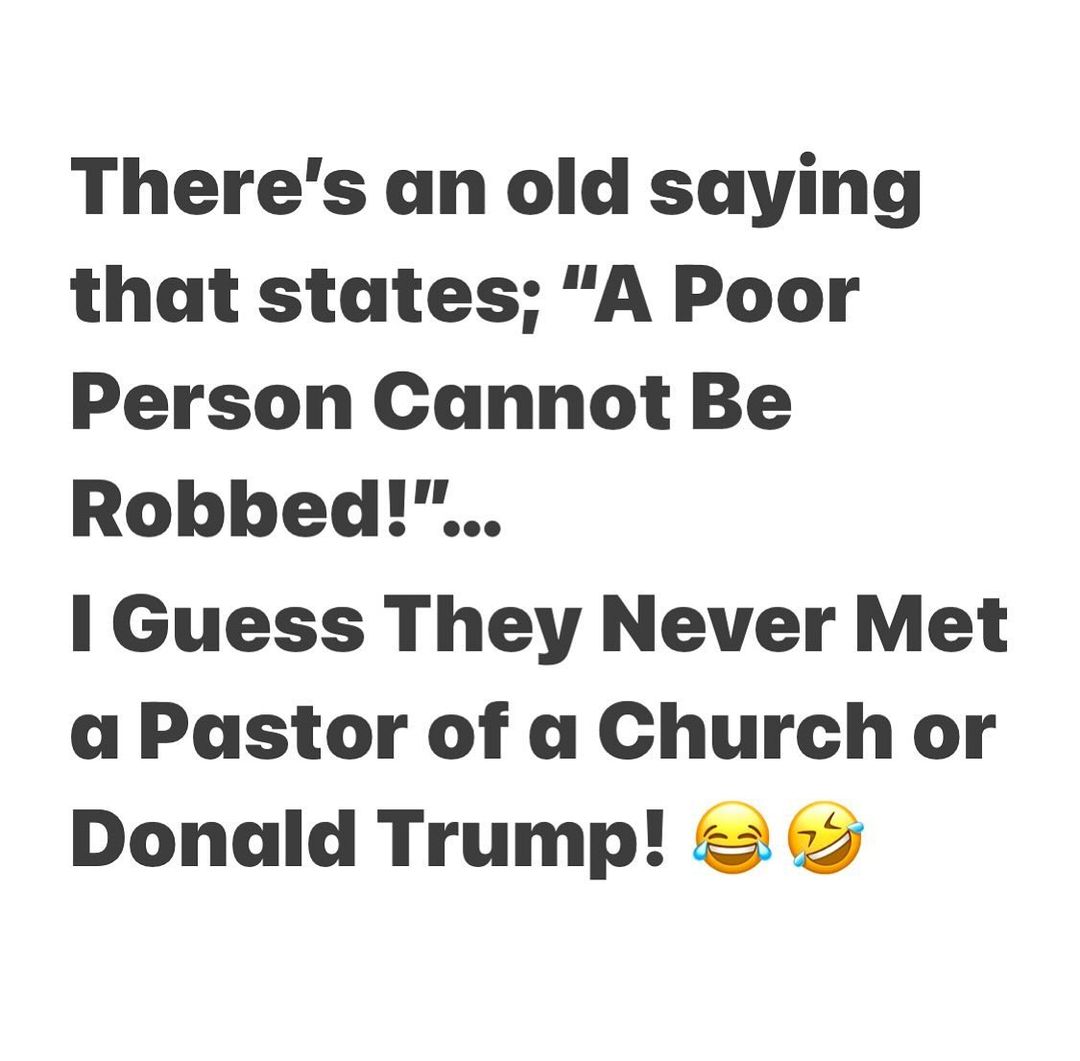 There’s an old saying
that states; “A Poor
Person Cannot Be
Robbed!”...
I Guess They Never Met
a Pastor of a Church or
Donald Trump! 😂🤣